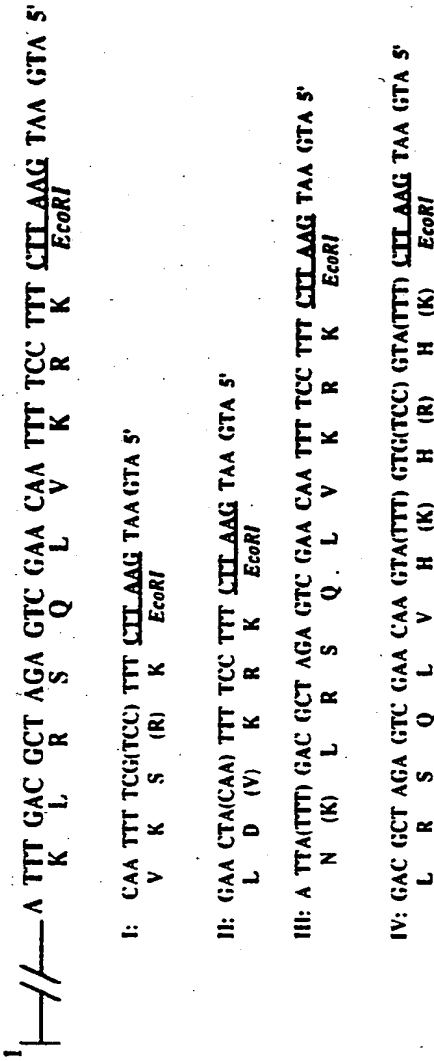 1
A TTT GAC GCT AGA GTC GAA CAA TTT TCC TTT CTT AAG TAA GTA 5'
K L R S Q L V K R K EcoRI
I: CAA TTT TCG(TCC) TTT CTT AAG TAA GTA 5'
V K S (R) K EcoRI
II: GAA CTA(CAA) TTT TCC TTT CTT AAG TAA GTA 5'
L D (V) K R K EcoRI
III: A TTA(TTT) GAC GCT AGA GTC GAA CAA TTT TCC TTT CTT AAG TAA GTA 5'
N (K) L R S Q L V K R K EcoRI
IV: GAC GCT AGA GTC GAA CAA GTA(TTT) GTG(TCC) GTA(TTT) CTT AAG TAA GTA 5'
L R S Q L V H (K) H (R) H (K) EcoRI